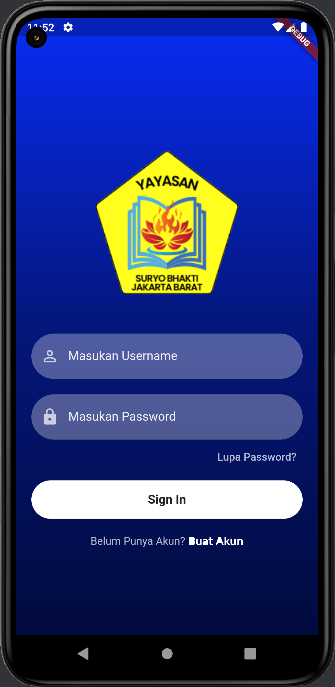 11:52
DEBUG
YAYASAN
SURYO BHAKTI
JAKARTA BARAT
Masukan Username
Masukan Password
Lupa Password?
Sign In
Belum Punya Akun? Buat Akun